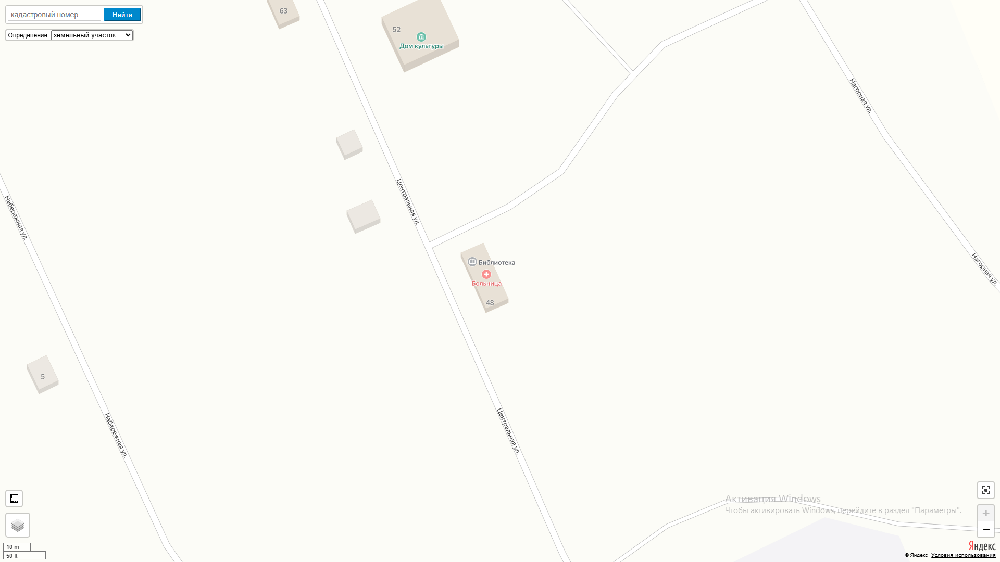 кадастровый номер
Найти
Определение: земельный участок
63
52
Дом культуры
Нагорная ул.
Центральная ул.
Набережная ул.
Библиотека
Больница
48
Нагорная ул.
5
Набережная ул.
Центральная ул.
Активация Windows
Чтобы активировать Windows, перейдите в раздел "Параметры".
+
−
10 m
50 ft
Яндекс
© Яндекс Условия использования